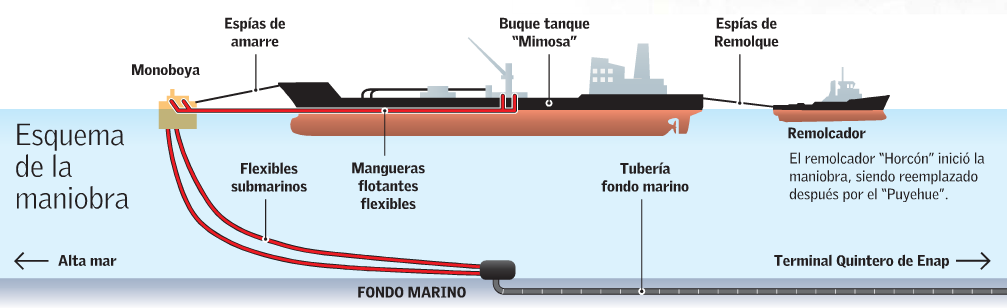 Espías de
amarre
Buque tanque
“Mimosa”
Espías de
Remolque
Monoboya
Esquema
de la
maniobra
Flexibles
submarinos
Mangueras
flotantes
flexibles
Tubería
fondo marino
Remolcador
El remolcador “Horcón” inició la
maniobra, siendo reemplazado
después por el “Puyehue”.
Alta mar
Terminal Quintero de Enap
FONDO MARINO